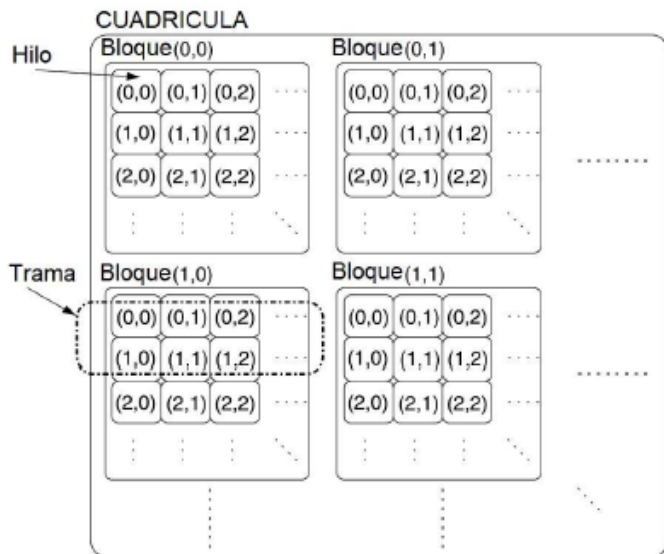 CUADRICULA
Hilo
Bloque(0,0) Bloque(0,1)
(0,0) (0,1) (0,2) (0,0) (0,1) (0,2)
(1,0) (1,1) (1,2) (1,0) (1,1) (1,2)
(2,0) (2,1) (2,2) (2,0) (2,1) (2,2)
Trama
Bloque(1,0) Bloque(1,1)
(0,0) (0,1) (0,2) (0,0) (0,1) (0,2)
(1,0) (1,1) (1,2) (1,0) (1,1) (1,2)
(2,0) (2,1) (2,2) (2,0) (2,1) (2,2)